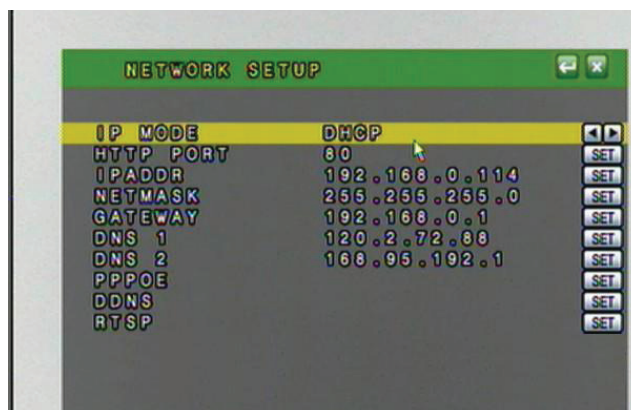 NETWORK SETUP
IP MODE DHCP
HTTP PORT 80 SET
IPADDR 192.168.0.114 SET
NETMASK 255.255.255.0 SET
GATEWAY 192.168.0.1 SET
DNS 1 120.2.72.88 SET
DNS 2 168.95.192.1 SET
PPPOE SET
DDNS SET
RTSP SET